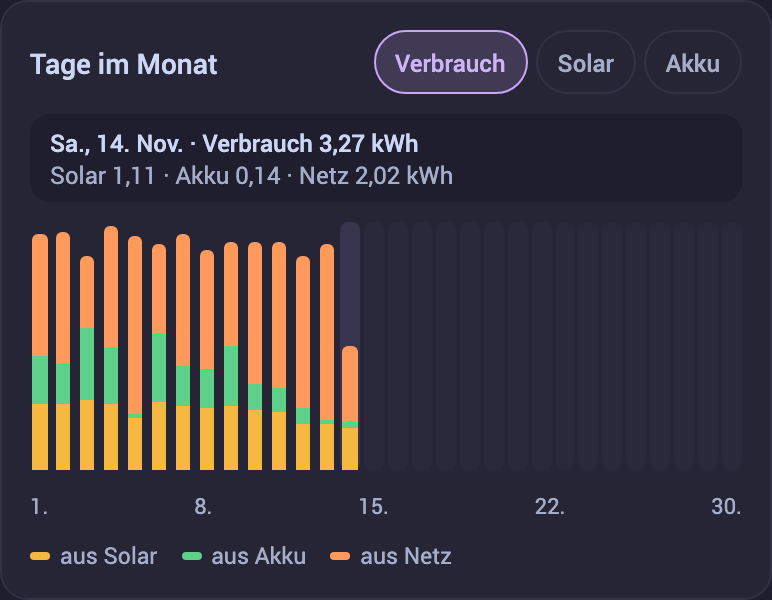 Tage im Monat
Verbrauch
Solar
Akku
Sa., 14. Nov. · Verbrauch 3,27 kWh
Solar 1,11 · Akku 0,14 · Netz 2,02 kWh
1. 8. 15. 22. 30.
aus Solar aus Akku aus Netz